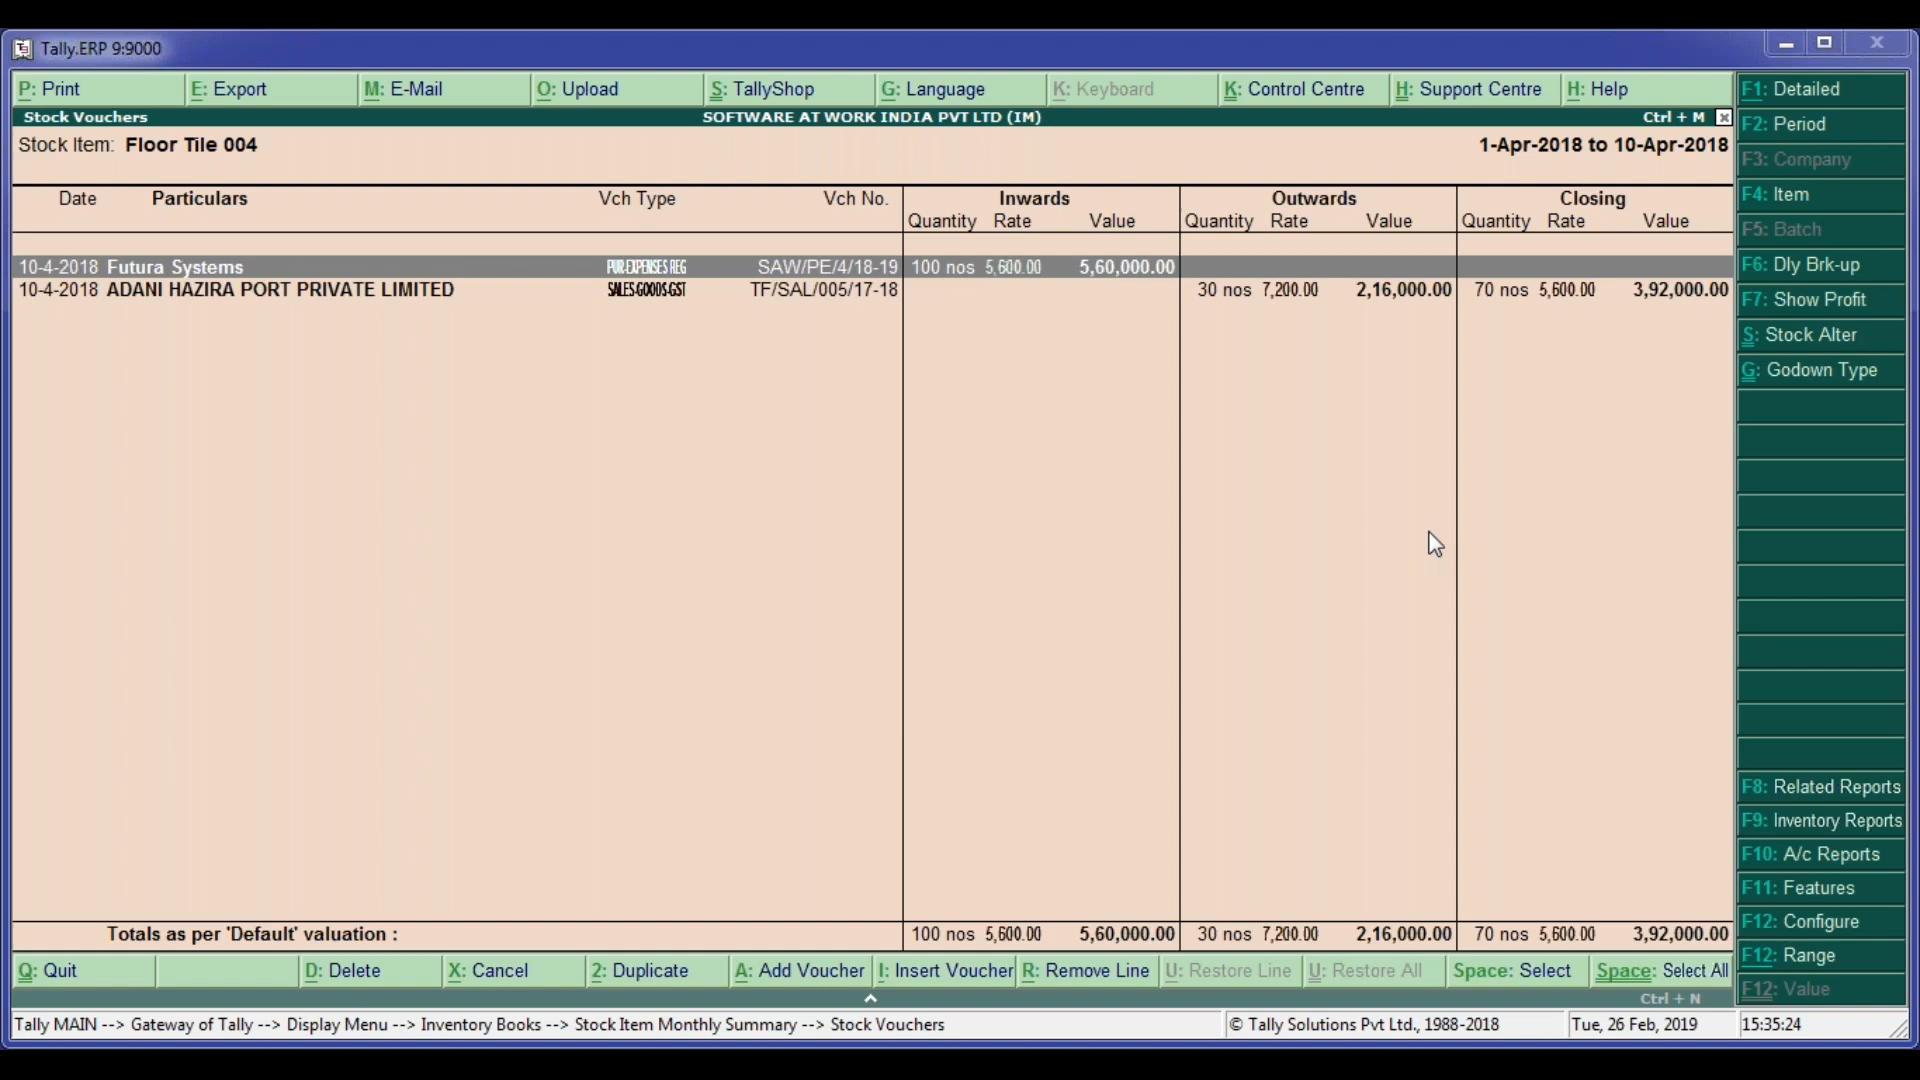 Tally.ERP 9:9000
P: Print E: Export M: E-Mail O: Upload S: TallyShop G: Language K: Keyboard K: Control Centre H: Support Centre H: Help
Stock Vouchers SOFTWARE AT WORK INDIA PVT LTD (IM) Ctrl + M
Stock Item: Floor Tile 004 1-Apr-2018 to 10-Apr-2018
Date Particulars Vch Type Vch No. Inwards Outwards Closing
Quantity Rate Value Quantity Rate Value Quantity Rate Value
10-4-2018 Futura Systems PUR-EXPENSES REG SAW/PE/4/18-19 100 nos 5,600.00 5,60,000.00
10-4-2018 ADANI HAZIRA PORT PRIVATE LIMITED SALES-GOODS-GST TF/SAL/005/17-18 30 nos 7,200.00 2,16,000.00 70 nos 5,600.00 3,92,000.00
Totals as per 'Default' valuation : 100 nos 5,600.00 5,60,000.00 30 nos 7,200.00 2,16,000.00 70 nos 5,600.00 3,92,000.00
Q: Quit D: Delete X: Cancel 2: Duplicate A: Add Voucher I: Insert Voucher R: Remove Line U: Restore Line U: Restore All Space: Select Space: Select All
Ctrl + N
Tally MAIN --> Gateway of Tally --> Display Menu --> Inventory Books --> Stock Item Monthly Summary --> Stock Vouchers © Tally Solutions Pvt Ltd., 1988-2018 Tue, 26 Feb, 2019 15:35:24
F1: Detailed
F2: Period
F3: Company
F4: Item
F5: Batch
F6: Dly Brk-up
F7: Show Profit
S: Stock Alter
G: Godown Type
F8: Related Reports
F9: Inventory Reports
F10: A/c Reports
F11: Features
F12: Configure
F12: Range
F12: Value